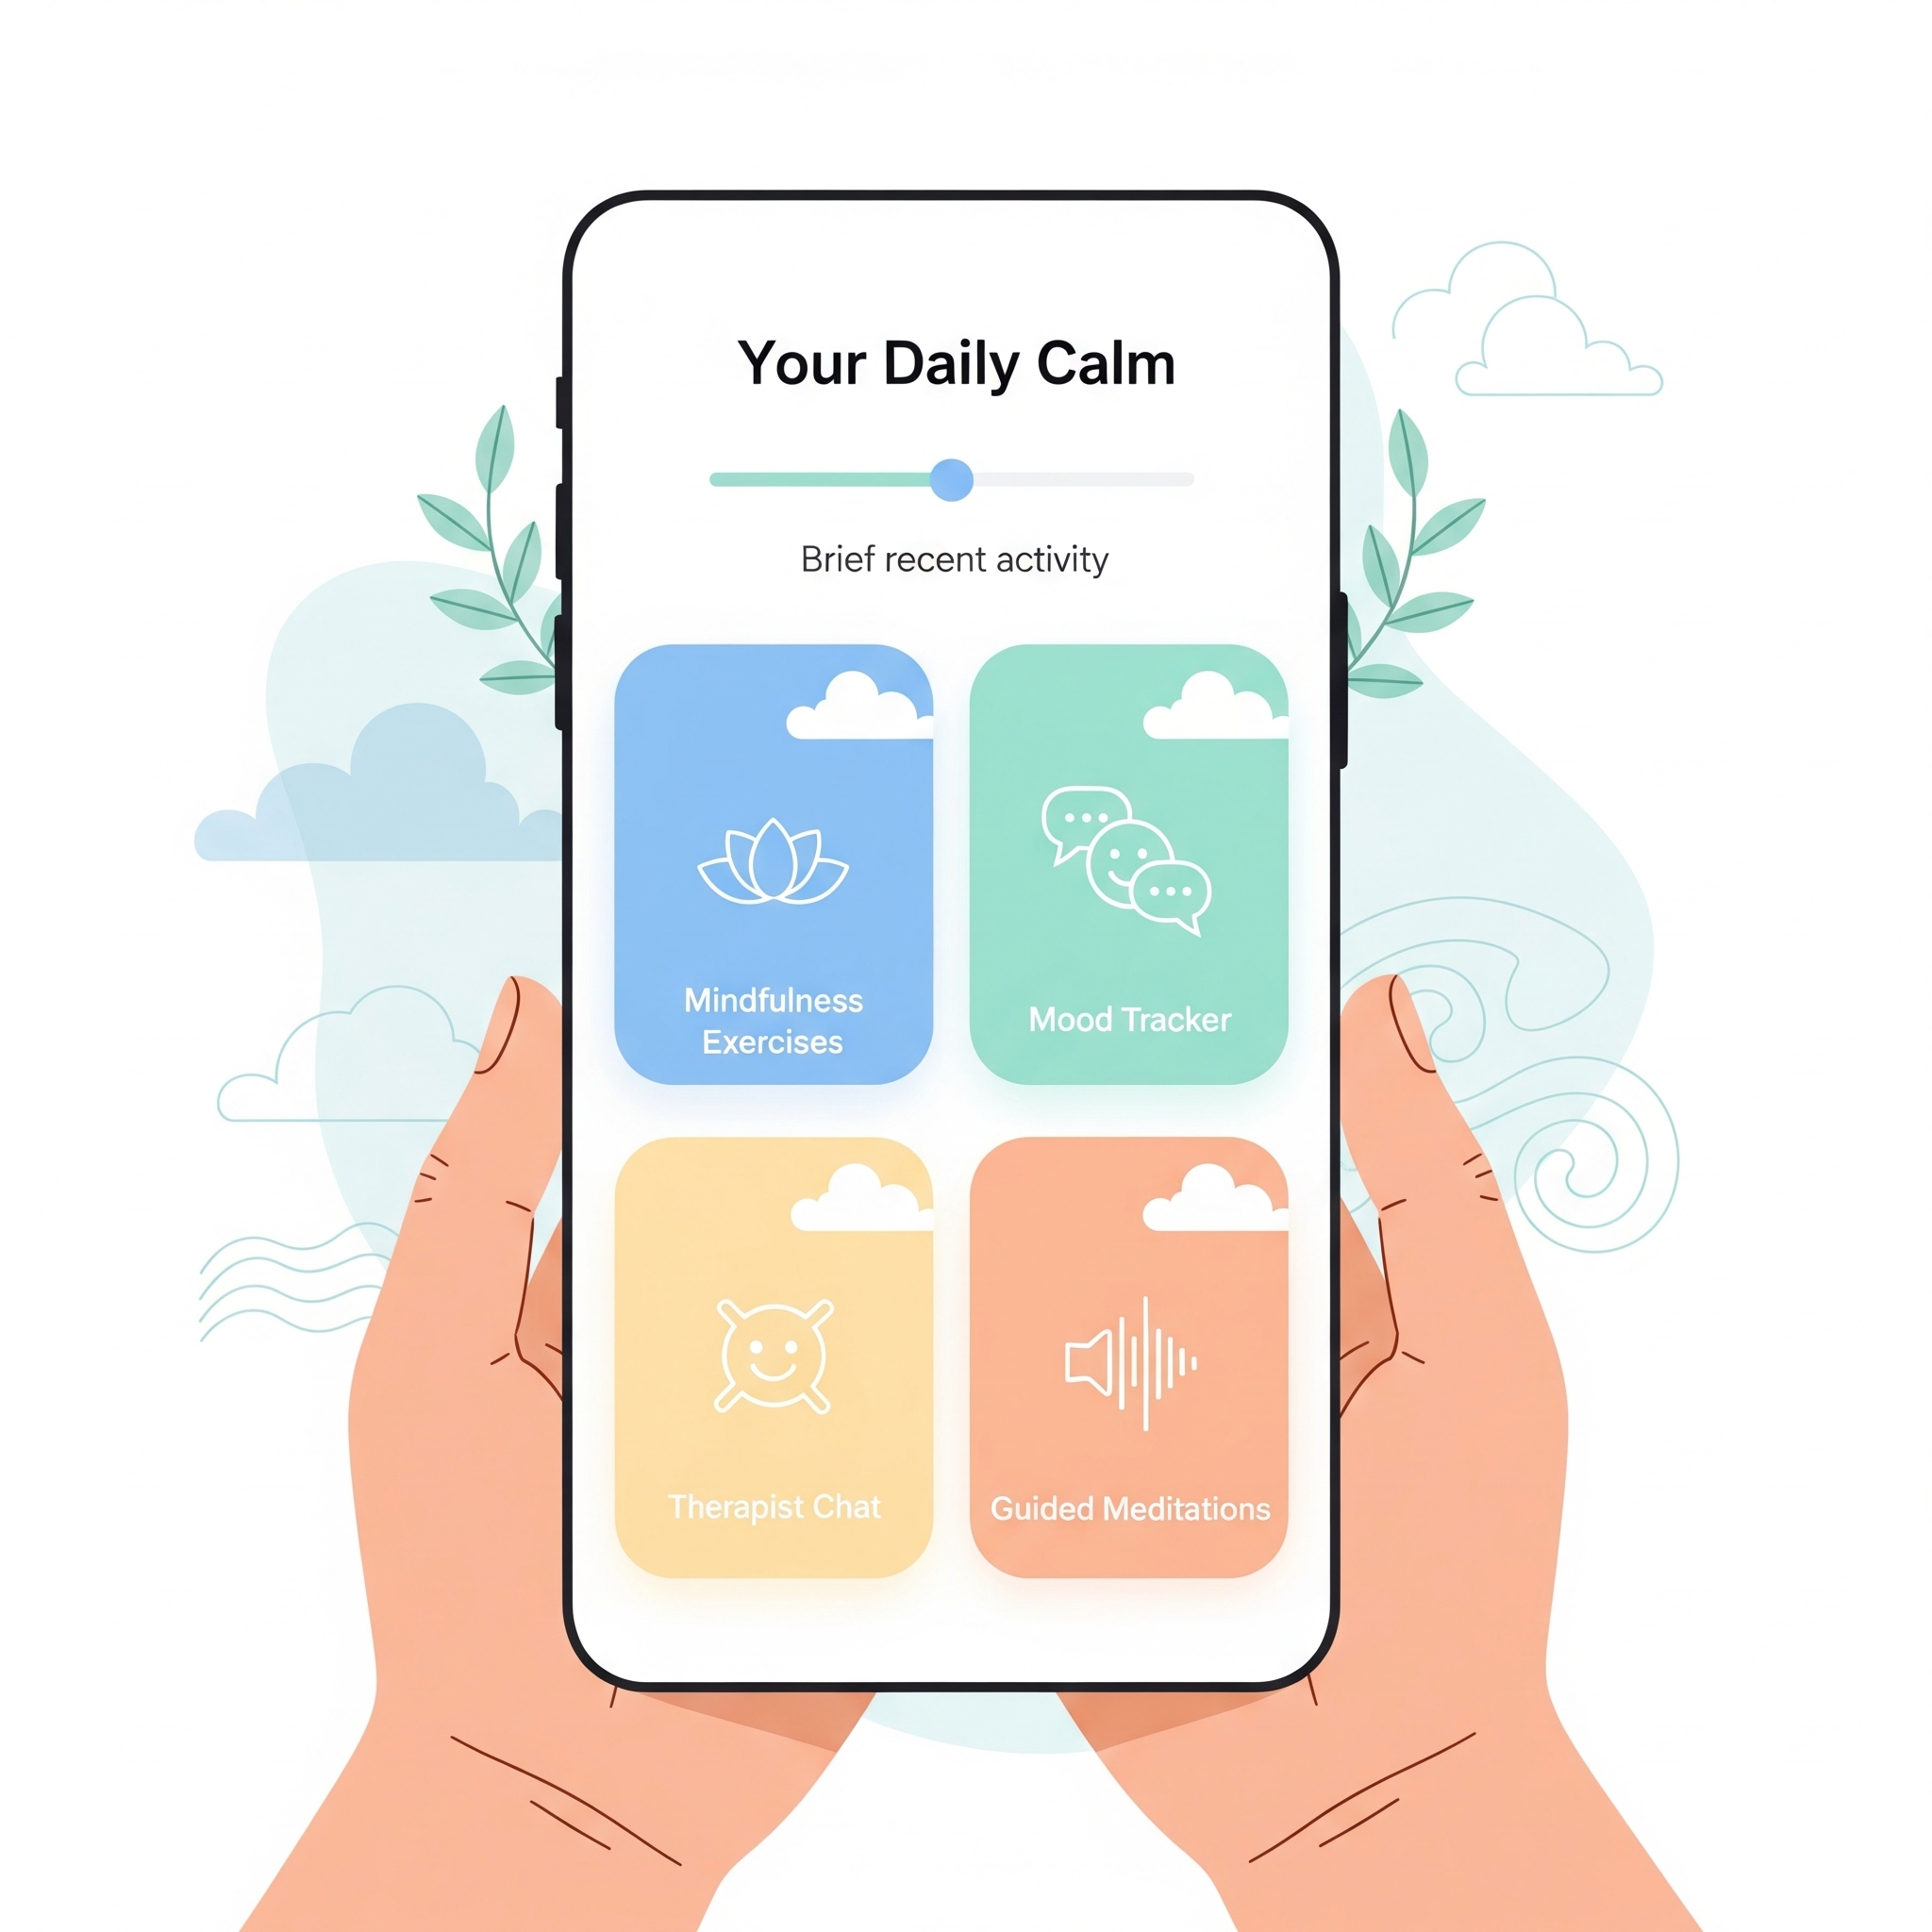 Your Daily Calm
Brief recent activity
Mindfulness
Exercises
Mood Tracker
Therapist Chat
Guided Meditations